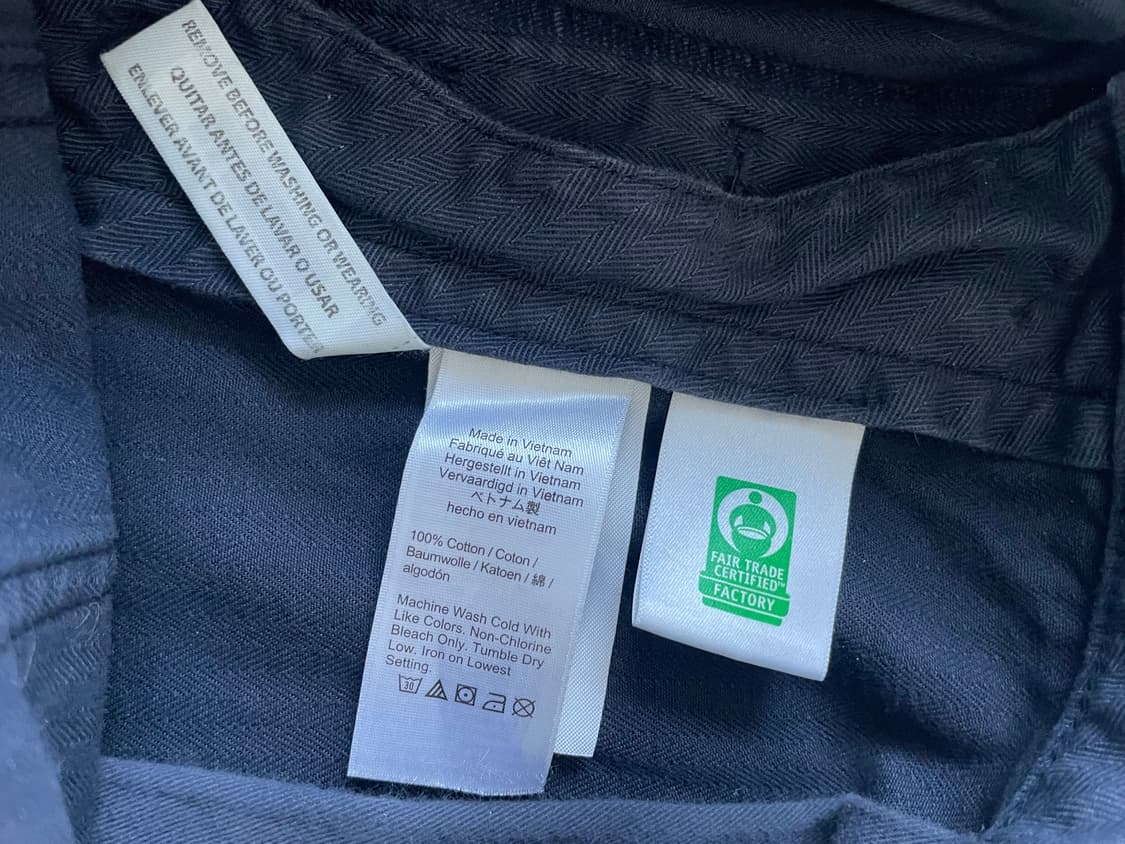 REMOVE BEFORE WASHING OR WEARING
QUITAR ANTES DE LAVAR O USAR
ENLEVER AVANT DE LAVER OU PORTER
Made in Vietnam
Fabriqué au Viêt Nam
Hergestellt in Vietnam
Vervaardigd in Vietnam
ベトナム製
hecho en vietnam
100% Cotton / Coton /
Baumwolle / Katoen / 綿 /
algodón
Machine Wash Cold With
Like Colors. Non-Chlorine
Bleach Only. Tumble Dry
Low. Iron on Lowest
Setting.
30
FAIR TRADE
CERTIFIED™
FACTORY